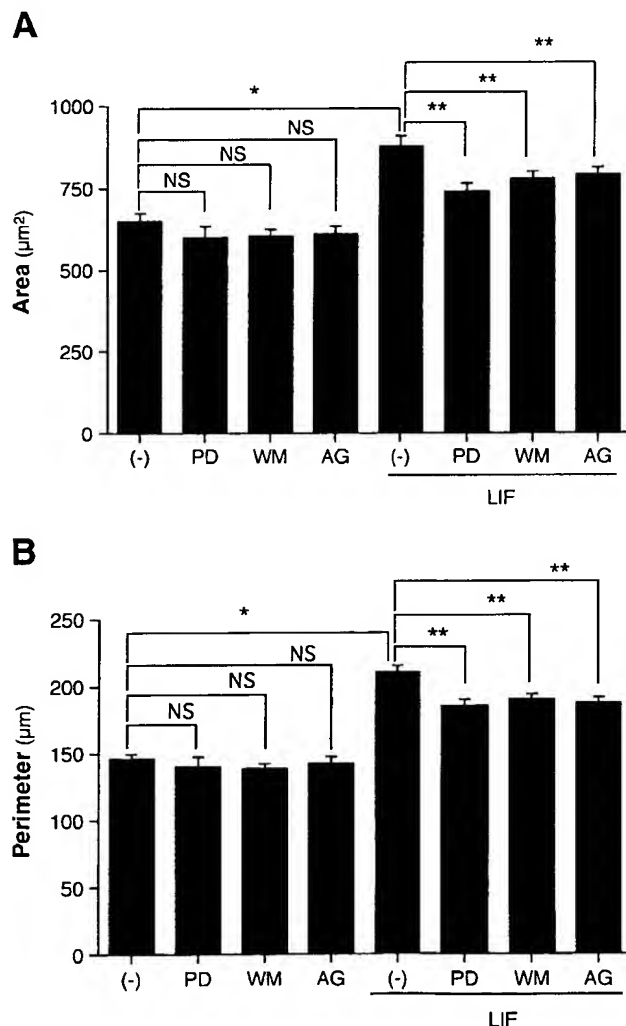 A
**
*
**
1000
NS
**
NS
750
NS
Area (µm²)
500
250
0
(-) PD WM AG (-) PD WM AG
LIF
B
**
250
*
**
NS
**
200
NS
NS
150
Perimeter (µm)
100
50
0
(-) PD WM AG (-) PD WM AG
LIF